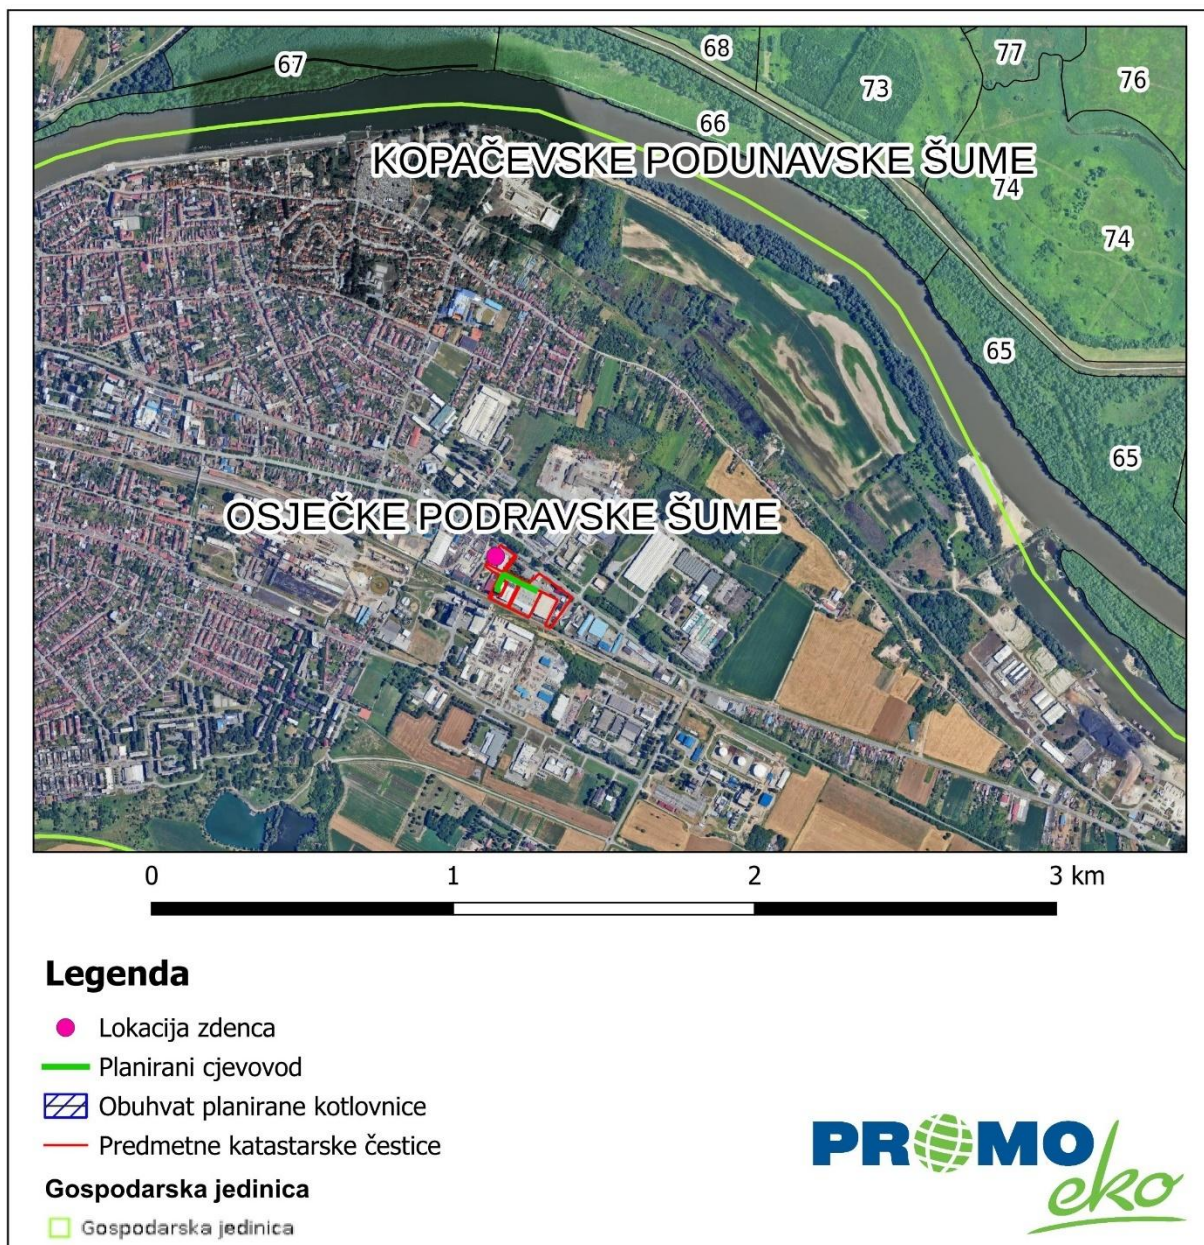 67
68
77
76
73
66
KOPAČEVSKE PODUNAVSKE ŠUME
74
74
65
65
OSJEČKE PODRAVSKE ŠUME
0 1 2 3 km
Legenda
Lokacija zdenca
Planirani cjevovod
Obuhvat planirane kotlovnice
Predmetne katastarske čestice
Gospodarska jedinica
Gospodarska jedinica
PROMO
eko